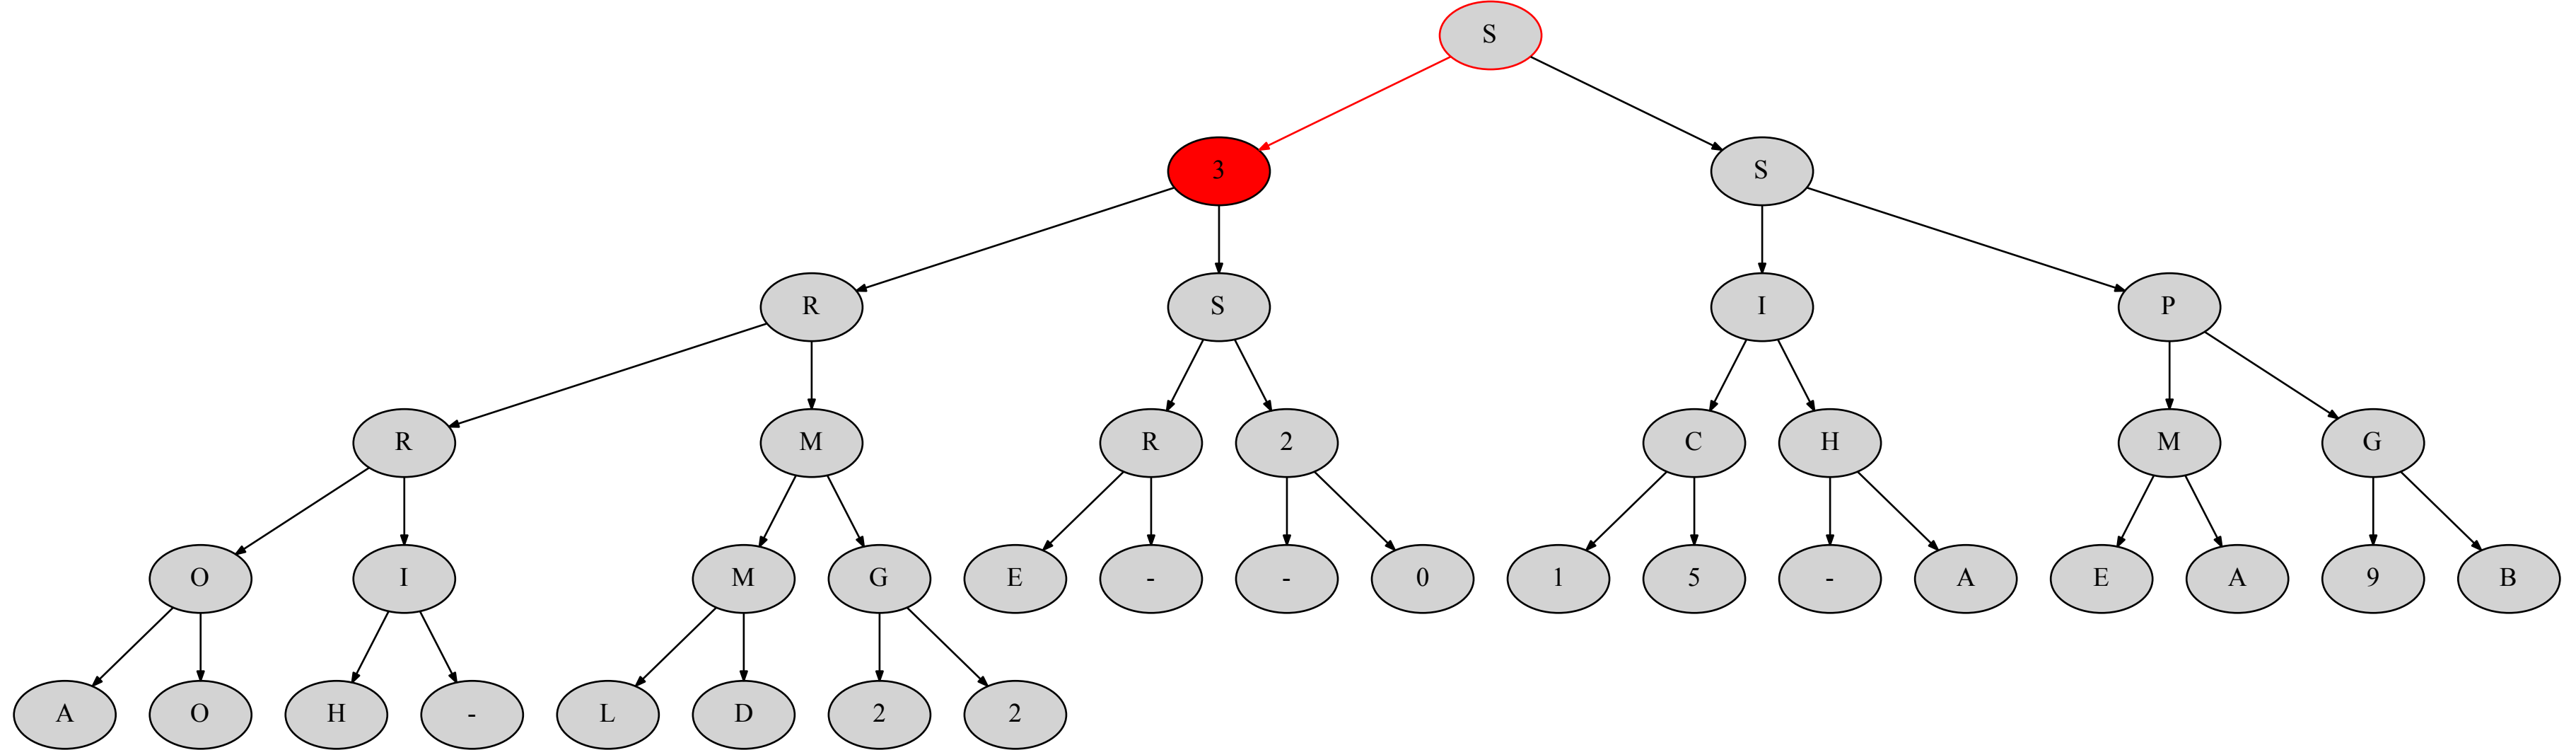 S
3 S
R S I P
R M R 2 C H M G
O I M G E - - 0 1 5 - A E A 9 B
A O H - L D 2 2